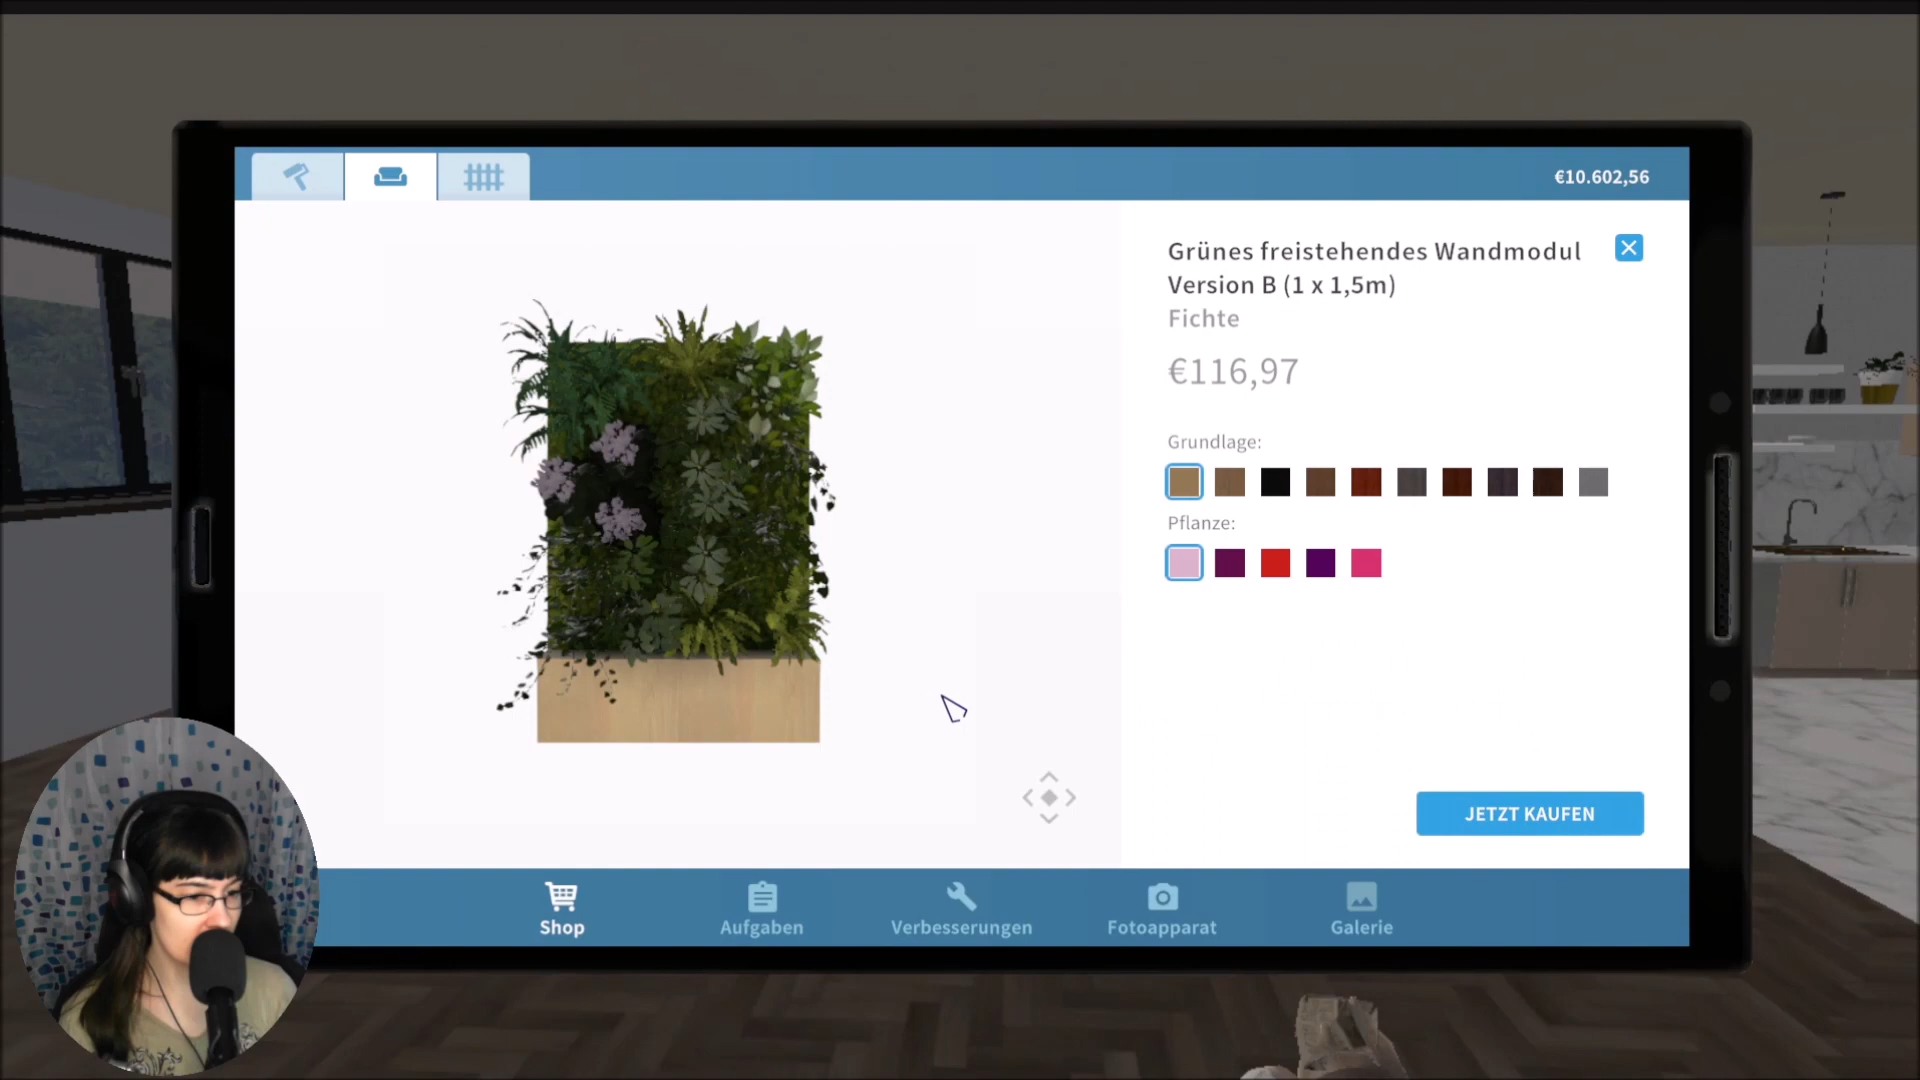 €10.602,56
Grünes freistehendes Wandmodul
Version B (1 x 1,5m)
Fichte
€116,97
Grundlage:
Pflanze:
JETZT KAUFEN
Shop
Aufgaben
Verbesserungen
Fotoapparat
Galerie